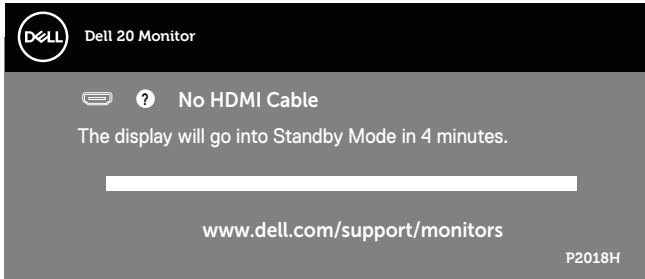 DELL
Dell 20 Monitor
? No HDMI Cable
The display will go into Standby Mode in 4 minutes.
www.dell.com/support/monitors
P2018H